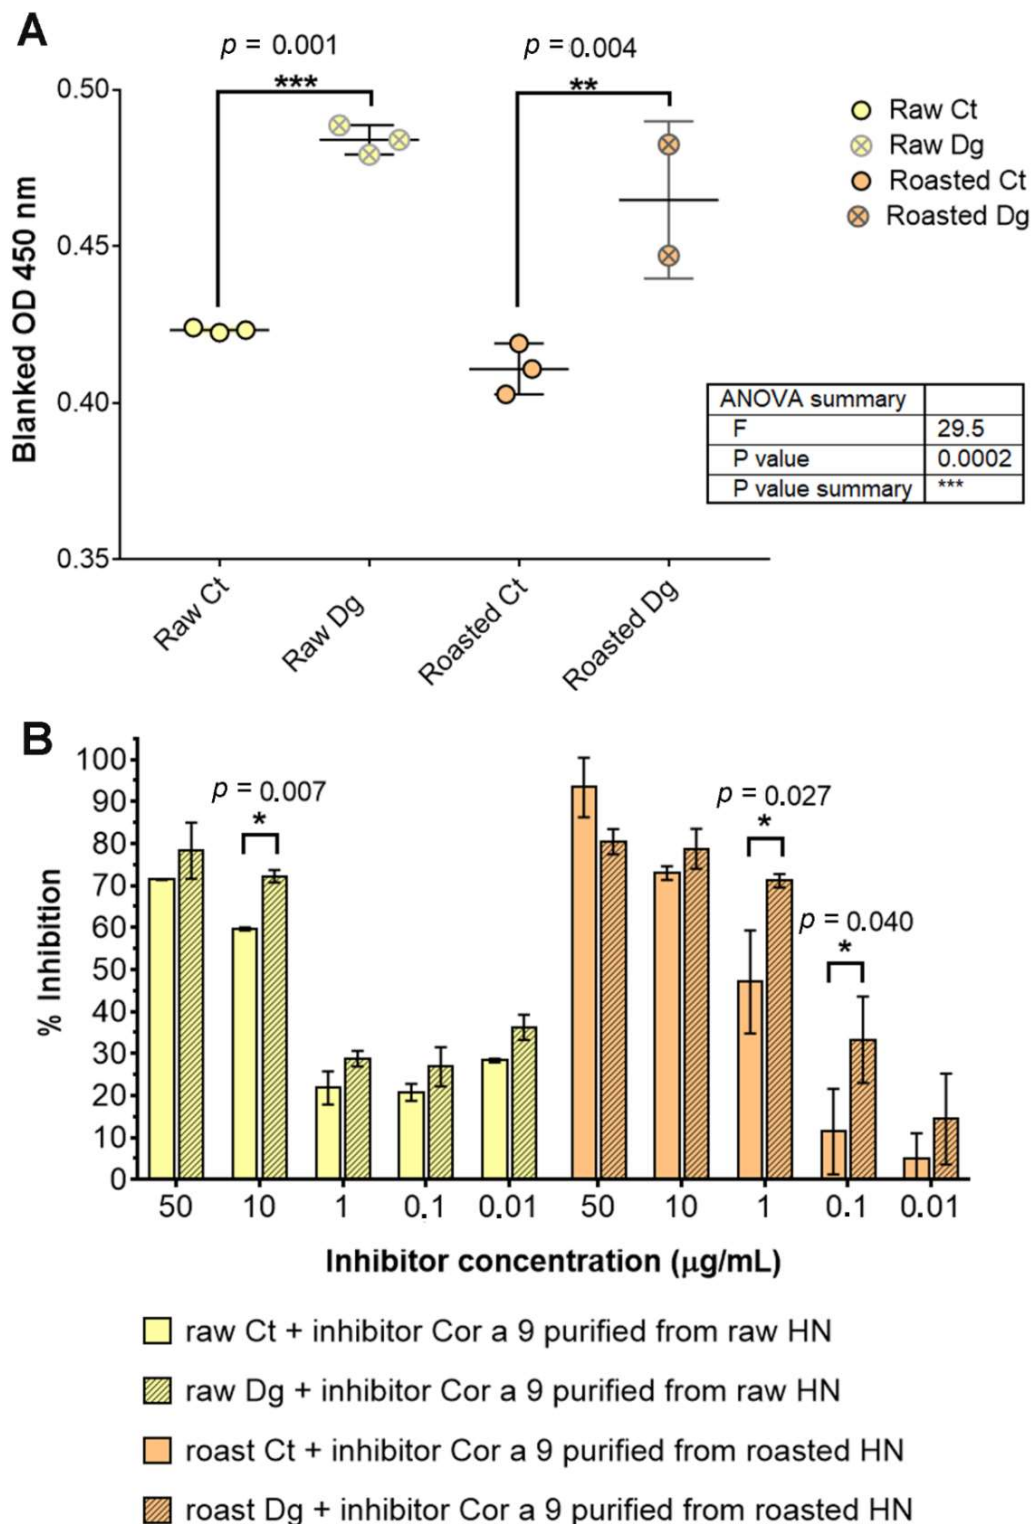 A
p = 0.001
p = 0.004
***
**
0.50
0.45
0.40
0.35
Blanked OD 450 nm
Raw Ct
Raw Dg
Roasted Ct
Roasted Dg
ANOVA summary
F 29.5
P value 0.0002
P value summary ***
Raw Ct
Raw Dg
Roasted Ct
Roasted Dg
B
100
90
80
70
60
50
40
30
20
10
0
% Inhibition
p = 0.007
*
p = 0.027
*
p = 0.040
*
50 10 1 0.1 0.01 50 10 1 0.1 0.01
Inhibitor concentration (μg/mL)
raw Ct + inhibitor Cor a 9 purified from raw HN
raw Dg + inhibitor Cor a 9 purified from raw HN
roast Ct + inhibitor Cor a 9 purified from roasted HN
roast Dg + inhibitor Cor a 9 purified from roasted HN